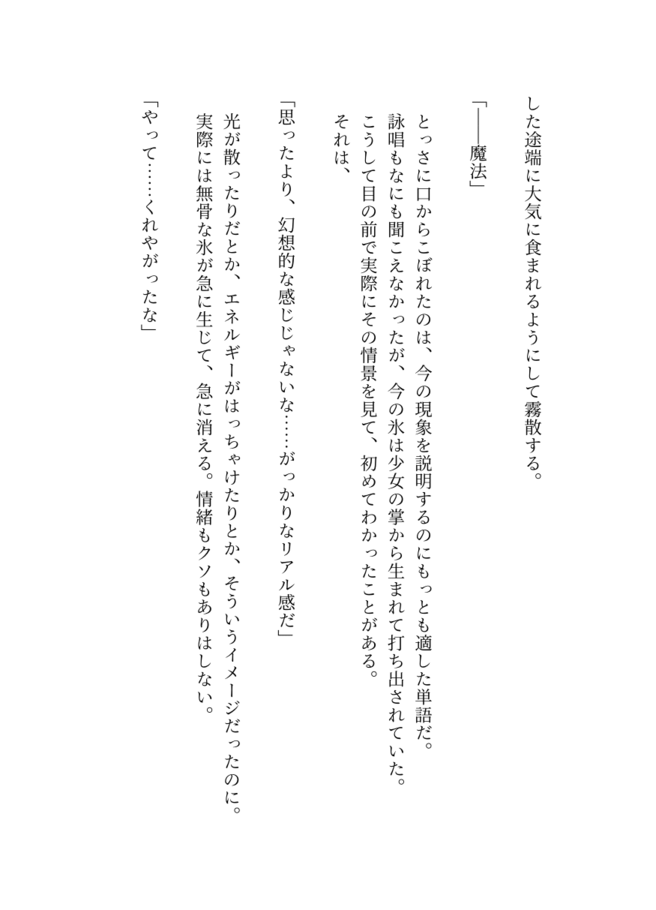 した途端に大気に食まれるようにして霧散する。
「――魔法」
とっさに口からこぼれたのは、今の現象を説明するのにもっとも適した単語だ。
詠唱もなにも聞こえなかったが、今の氷は少女の掌から生まれて打ち出されていた。
こうして目の前で実際にその情景を見て、初めてわかったことがある。
それは、
「思ったより、幻想的な感じじゃないな……がっかりなリアル感だ」
光が散ったりだとか、エネルギーがはっちゃけたりとか、そういうイメージだったのに。
実際には無骨な氷が急に生じて、急に消える。情緒もクソもありはしない。
「やって……くれやがったな」